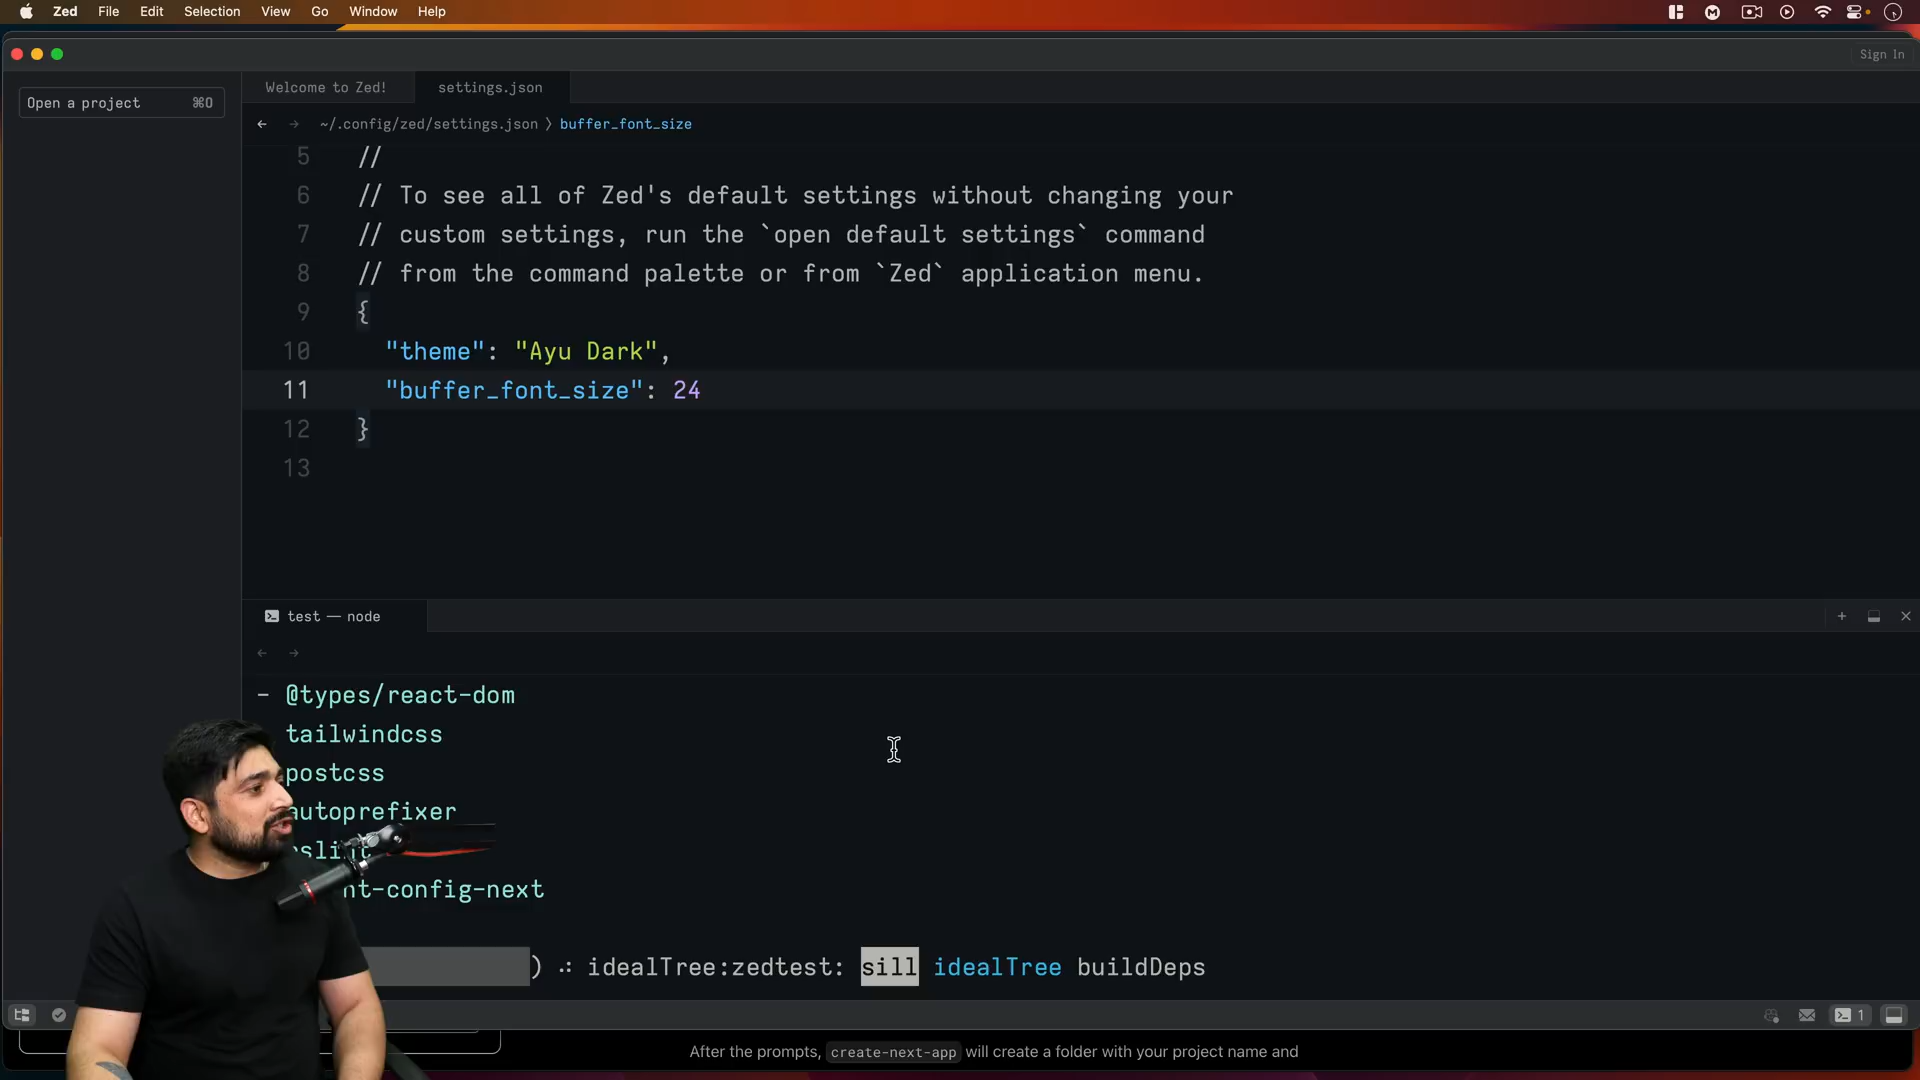 Zed File Edit Selection View Go Window Help
Sign In
Open a project ⌘O
Welcome to Zed! settings.json
← → ~/.config/zed/settings.json 〉 buffer_font_size
5 //
6 // To see all of Zed's default settings without changing your
7 // custom settings, run the `open default settings` command
8 // from the command palette or from `Zed` application menu.
9 {
10 "theme": "Ayu Dark",
11 "buffer_font_size": 24
12 }
13
test — node
← →
- @types/react-dom
tailwindcss
postcss
autoprefixer
nt-config-next
) ⠴ idealTree:zedtest: sill idealTree buildDeps
1
After the prompts, create-next-app will create a folder with your project name and